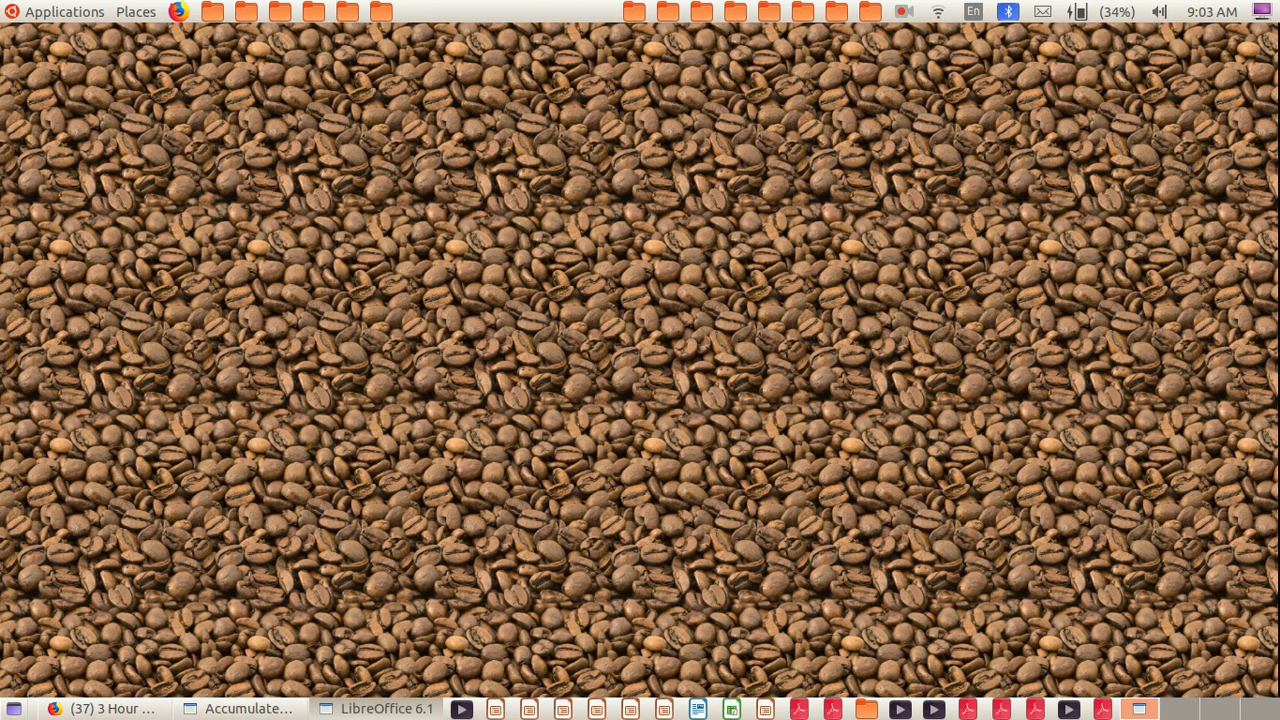 Applications Places En (34%) 9:03 AM
(37) 3 Hour ... Accumulate... LibreOffice 6.1